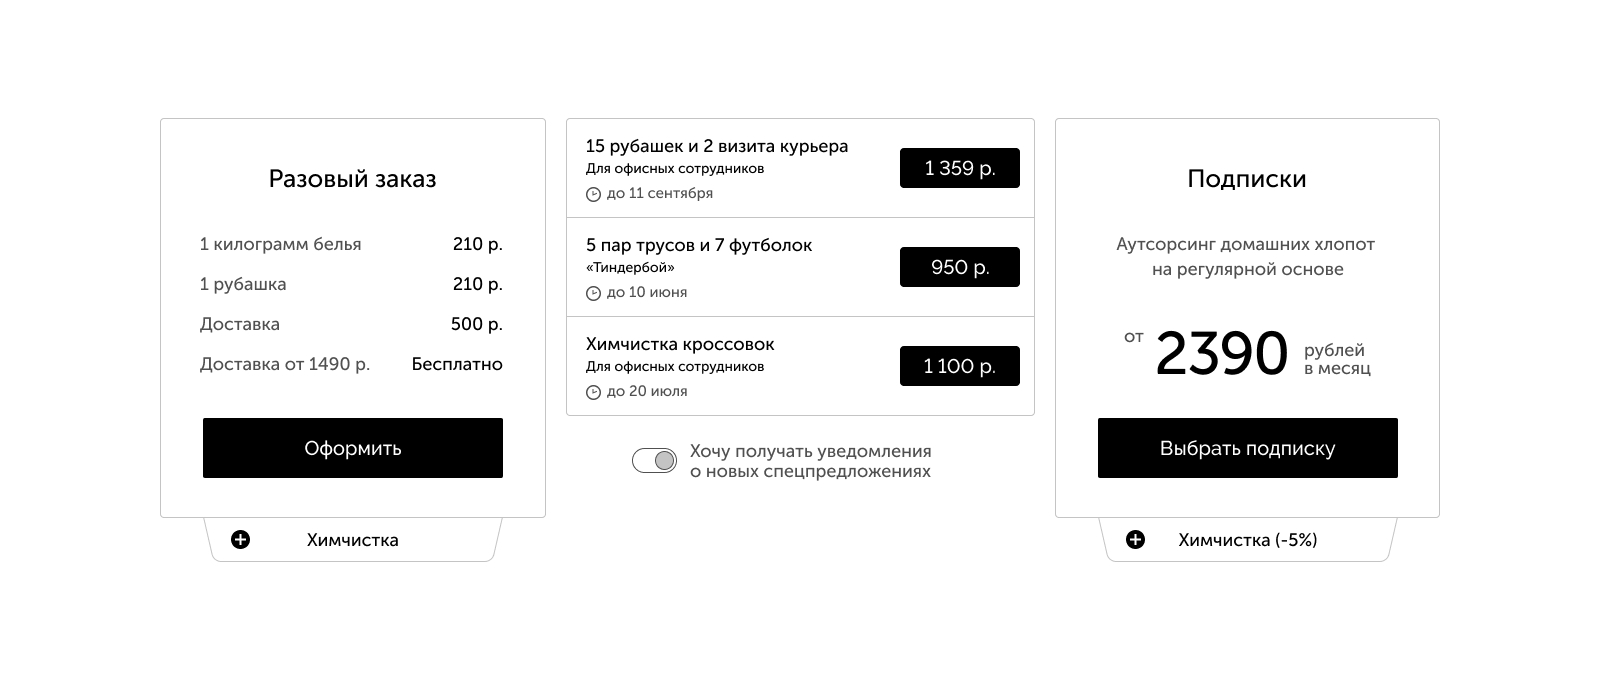 Разовый заказ
1 килограмм белья 210 р.
1 рубашка 210 р.
Доставка 500 р.
Доставка от 1490 р. Бесплатно
Оформить
Химчистка
15 рубашек и 2 визита курьера
Для офисных сотрудников
до 11 сентября
1 359 р.
5 пар трусов и 7 футболок
«Тиндербой»
до 10 июня
950 р.
Химчистка кроссовок
Для офисных сотрудников
до 20 июля
1 100 р.
Хочу получать уведомления
о новых спецпредложениях
Подписки
Аутсорсинг домашних хлопот
на регулярной основе
от 2390 рублей
в месяц
Выбрать подписку
Химчистка (-5%)